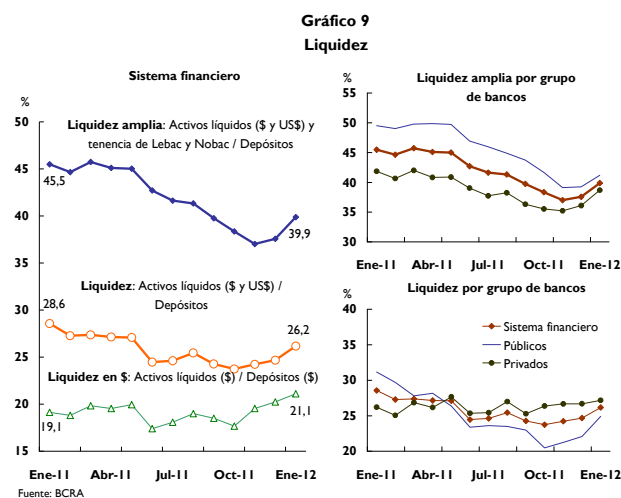 Gráfico 9
Liquidez
Sistema financiero
%
50
45
40
35
30
25
20
15
Liquidez amplia: Activos líquidos ($ y US$) y
tenencia de Lebac y Nobac / Depósitos
45,5
39,9
Liquidez: Activos líquidos ($ y US$) /
Depósitos
28,6
26,2
Liquidez en $: Activos líquidos ($) / Depósitos ($)
19,1
21,1
Ene-11 Abr-11 Jul-11 Oct-11 Ene-12
Fuente: BCRA
Liquidez amplia por grupo
de bancos
%
55
50
45
40
35
30
Ene-11 Abr-11 Jul-11 Oct-11 Ene-12
Liquidez por grupo de bancos
%
40
35
30
25
20
Sistema financiero
Públicos
Privados
Ene-11 Abr-11 Jul-11 Oct-11 Ene-12